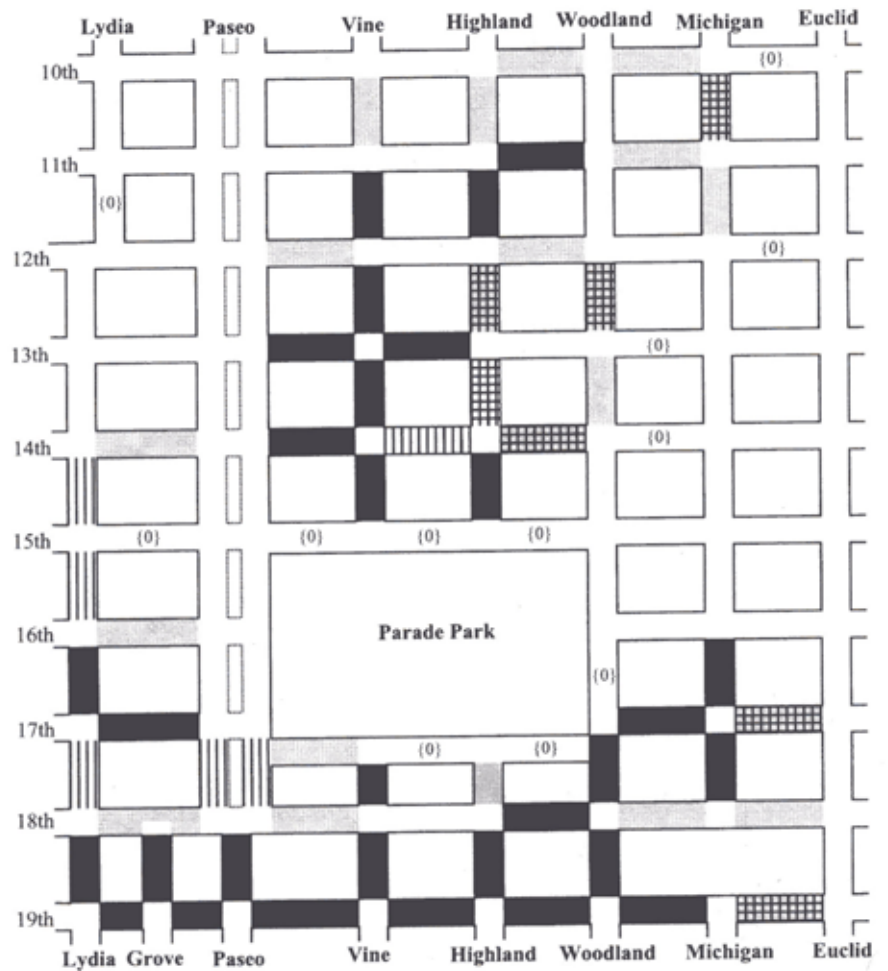 Lydia Paseo Vine Highland Woodland Michigan Euclid
{0}
10th
11th
{0}
{0}
12th
{0}
13th
{0}
14th
15th
{0} {0} {0} {0}
Parade Park
16th
{0}
17th
{0} {0}
18th
19th
Lydia Grove Paseo Vine Highland Woodland Michigan Euclid